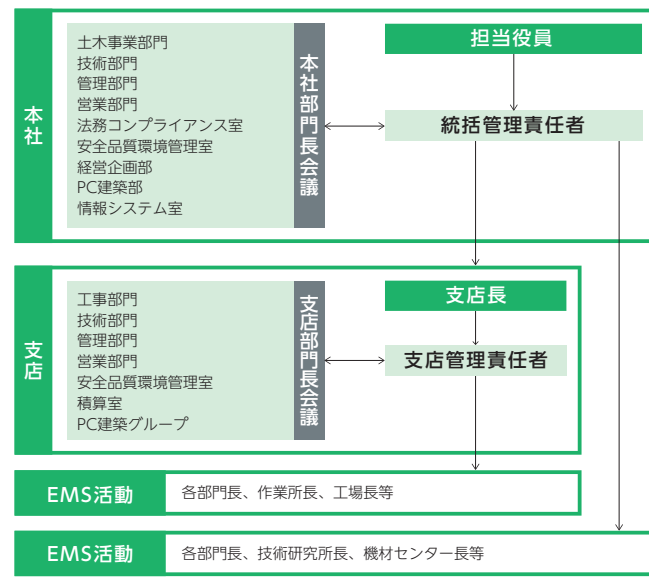 本社
土木事業部門
技術部門
管理部門
営業部門
法務コンプライアンス室
安全品質環境管理室
経営企画部
PC建築部
情報システム室
本社部門長会議
担当役員
統括管理責任者
支店
工事部門
技術部門
管理部門
営業部門
安全品質環境管理室
積算室
PC建築グループ
支店部門長会議
支店長
支店管理責任者
EMS活動
各部門長、作業所長、工場長等
EMS活動
各部門長、技術研究所長、機材センター長等